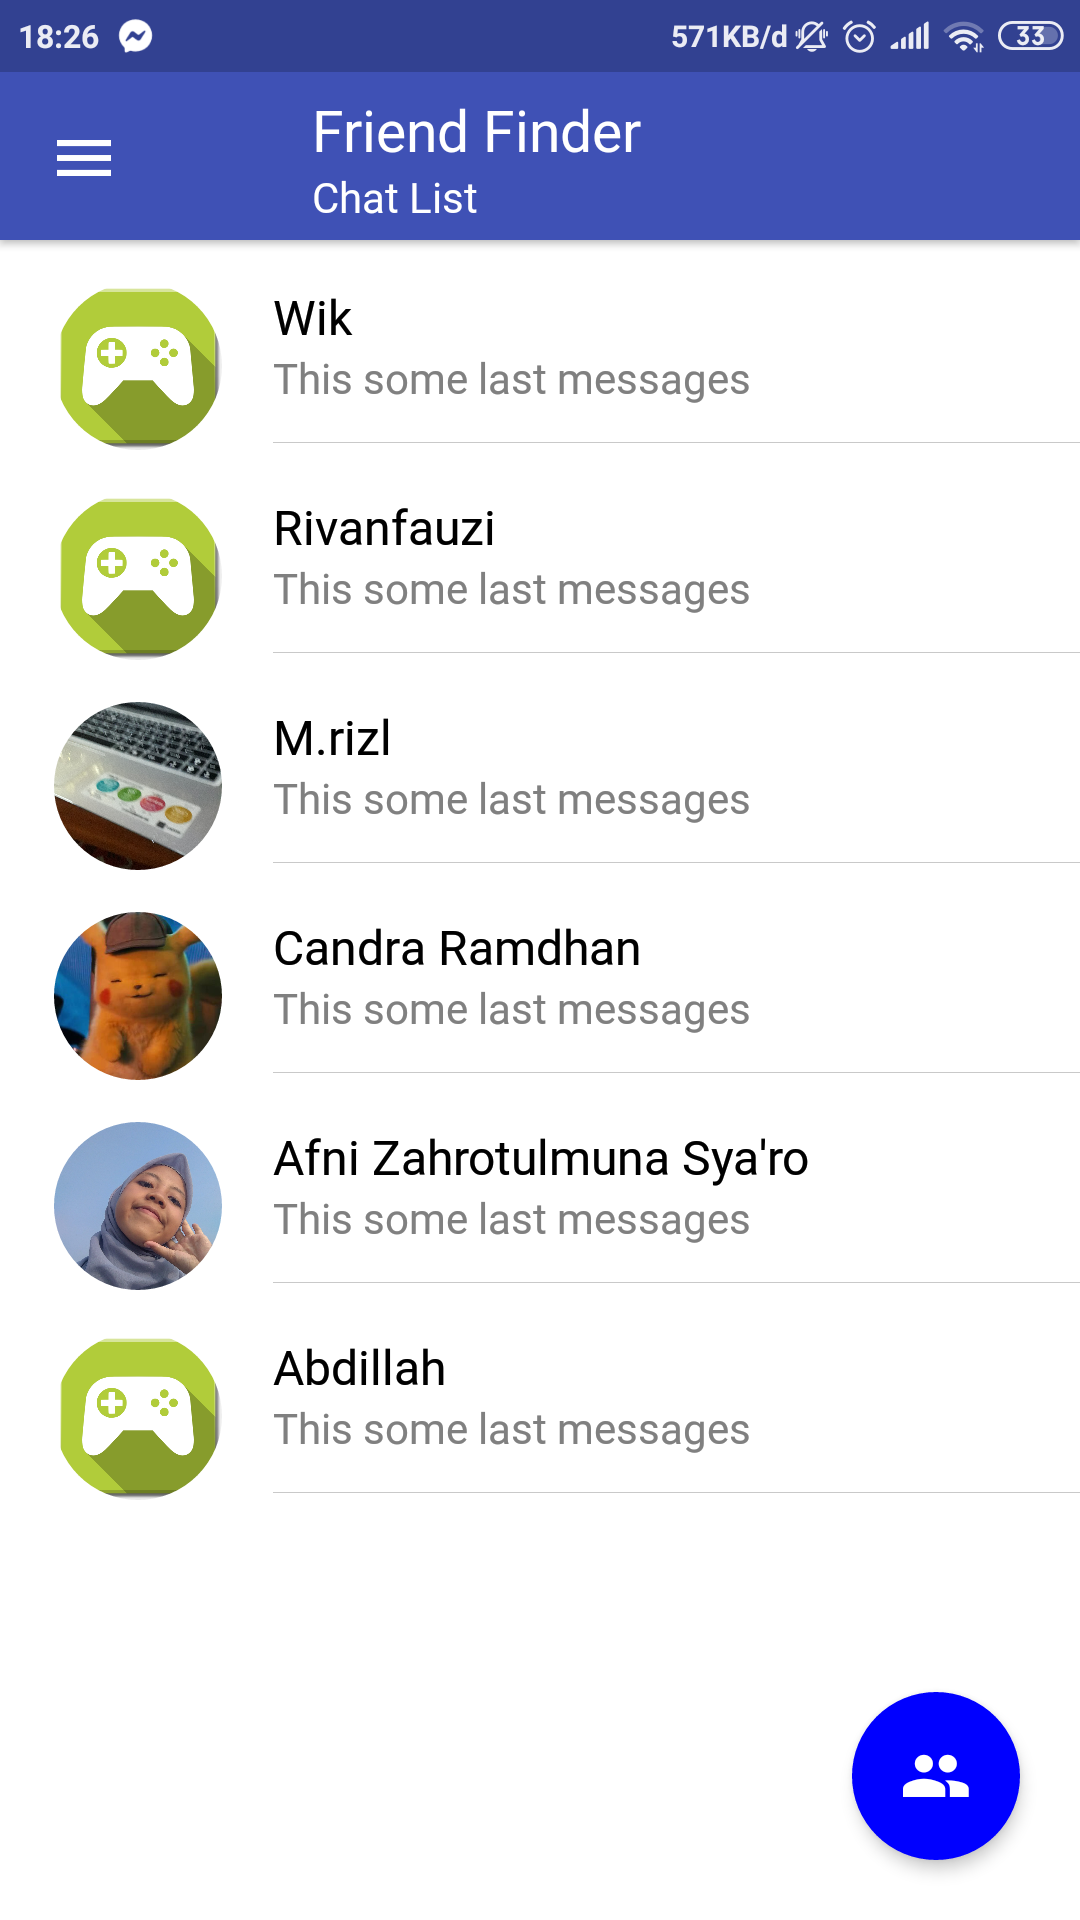 18:26 571KB/d 33
Friend Finder
Chat List
Wik
This some last messages
Rivanfauzi
This some last messages
M.rizl
This some last messages
Candra Ramdhan
This some last messages
Afni Zahrotulmuna Sya'ro
This some last messages
Abdillah
This some last messages